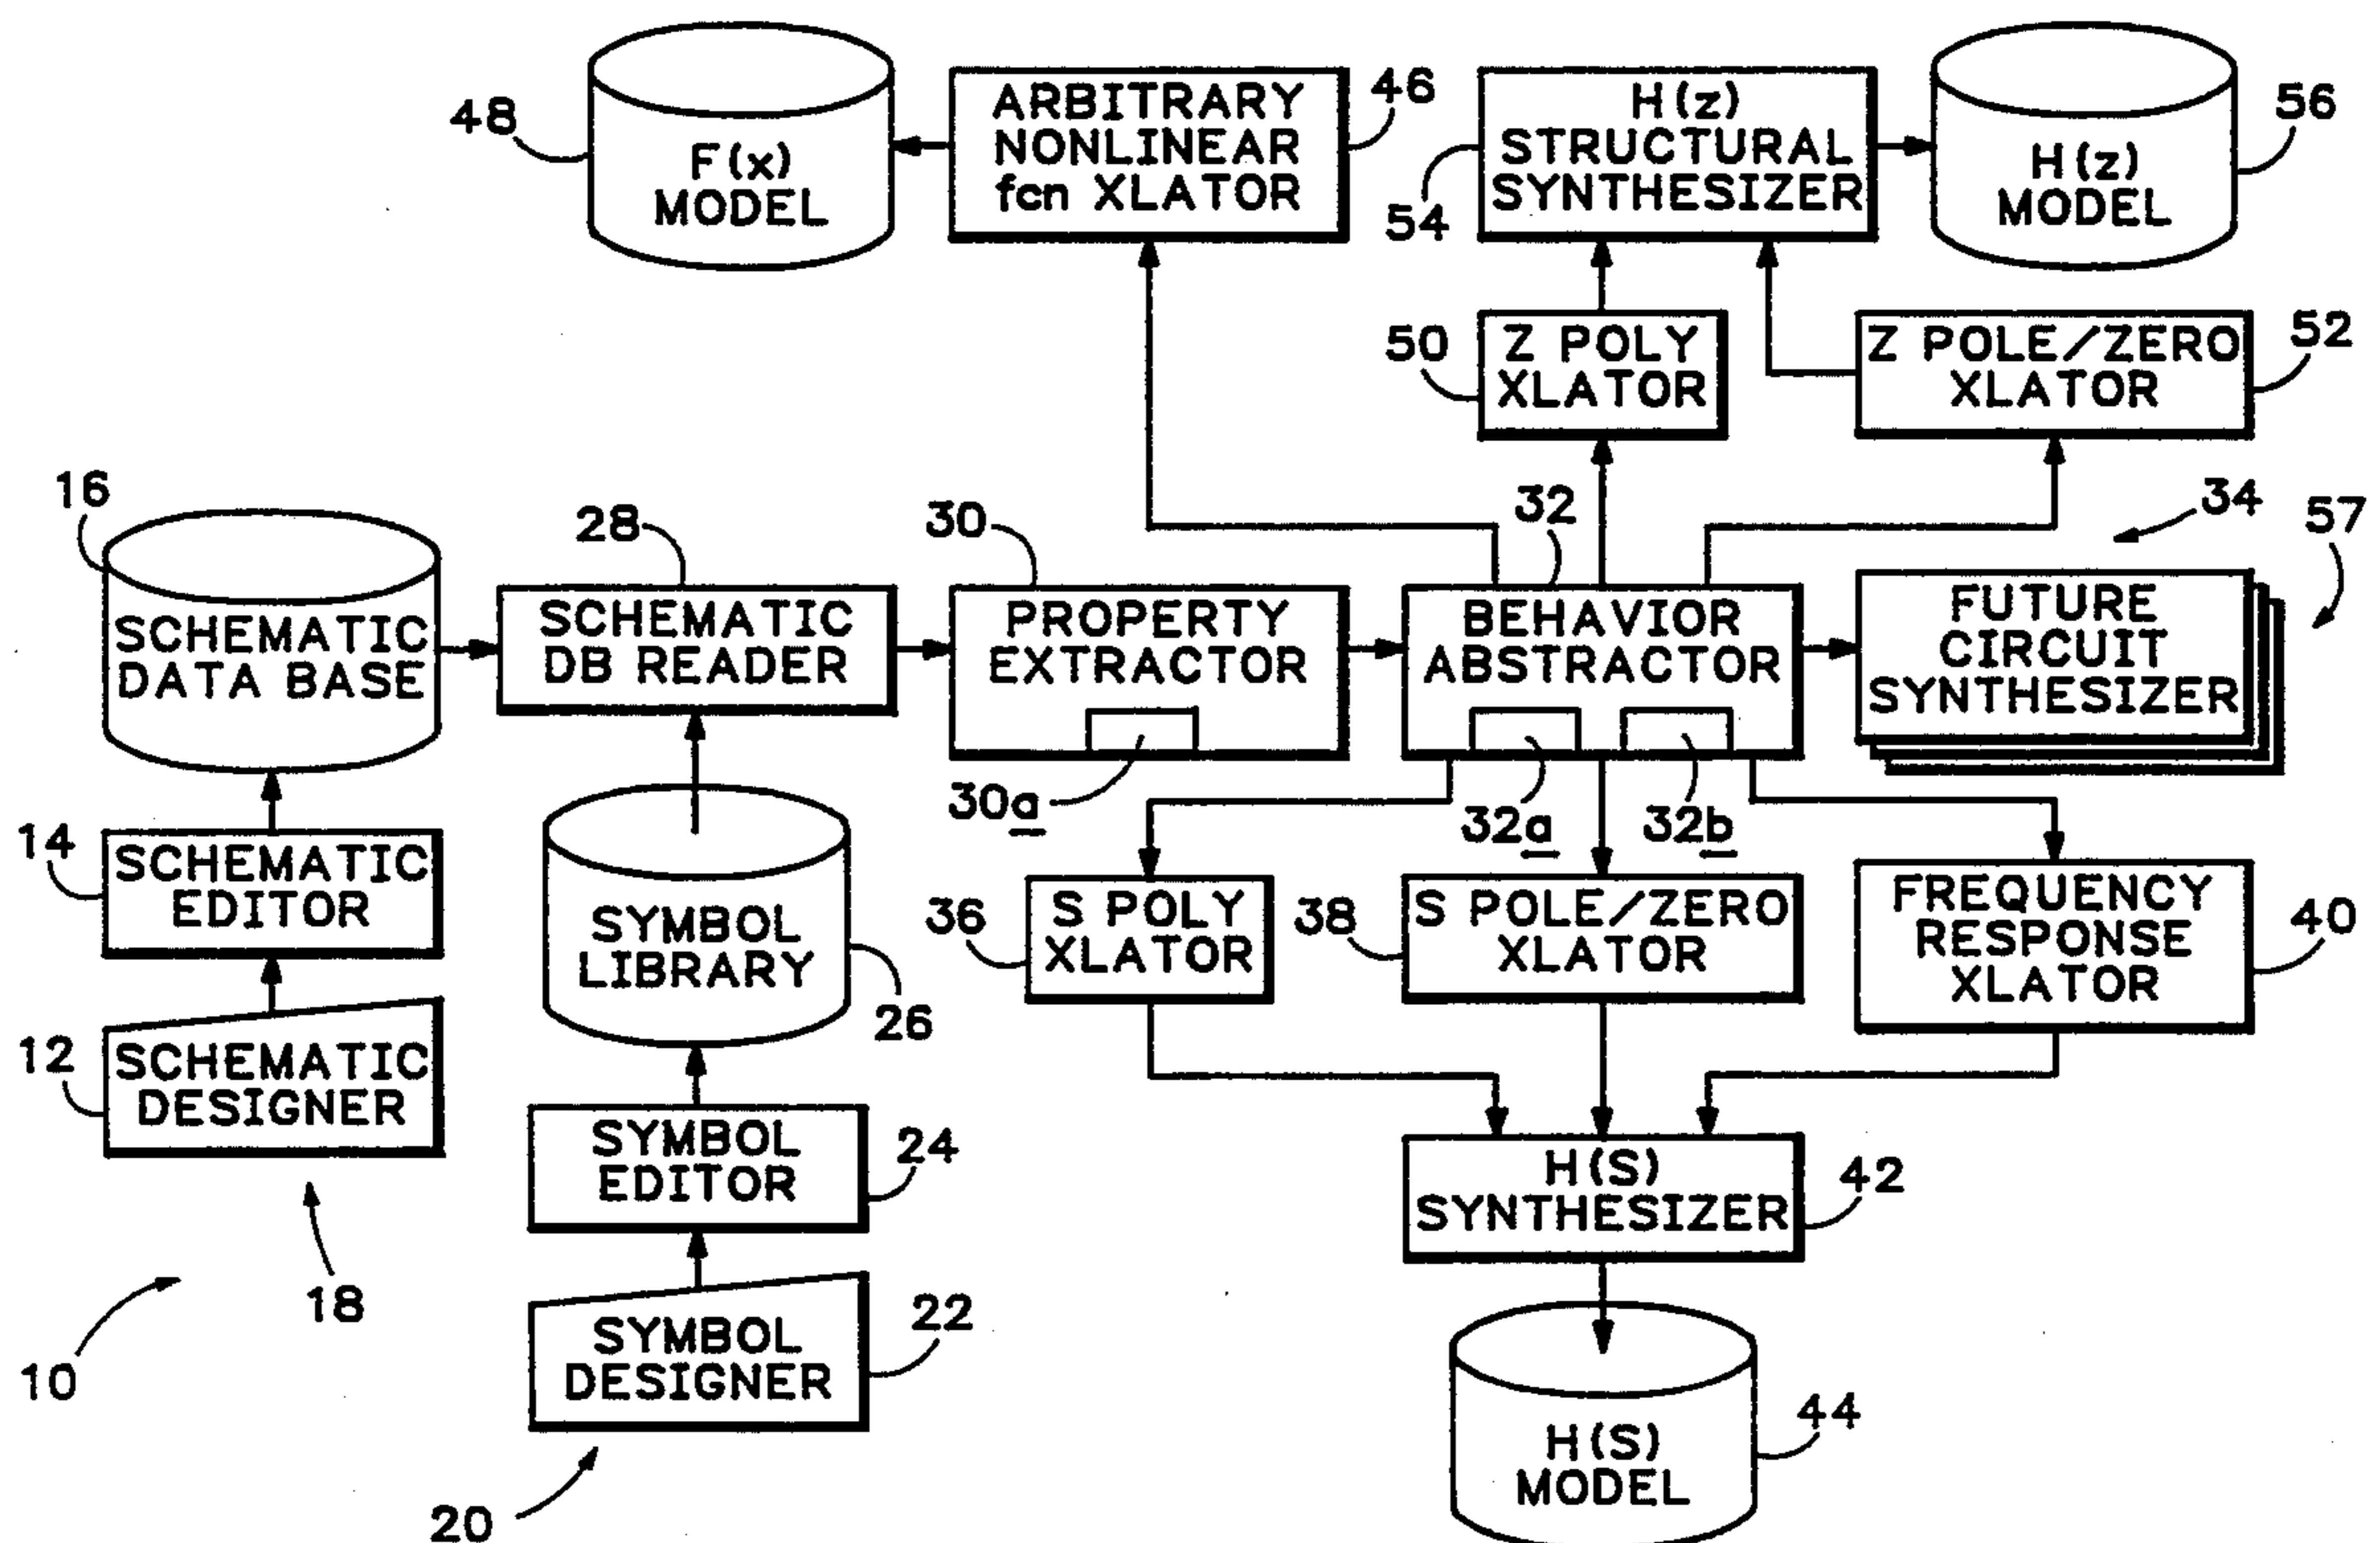 48
F(x)
MODEL
ARBITRARY
NONLINEAR
fcn XLATOR
46
54
H(z)
STRUCTURAL
SYNTHESIZER
H(z)
MODEL
56
50
Z POLY
XLATOR
Z POLE/ZERO
XLATOR
52
16
SCHEMATIC
DATA BASE
28
SCHEMATIC
DB READER
30
PROPERTY
EXTRACTOR
30a
32
BEHAVIOR
ABSTRACTOR
32a
32b
34
57
FUTURE
CIRCUIT
SYNTHESIZER
14
SCHEMATIC
EDITOR
12
SCHEMATIC
DESIGNER
18
10
SYMBOL
LIBRARY
26
SYMBOL
EDITOR
24
SYMBOL
DESIGNER
22
20
36
S POLY
XLATOR
38
S POLE/ZERO
XLATOR
FREQUENCY
RESPONSE
XLATOR
40
H(S)
SYNTHESIZER
42
H(S)
MODEL
44